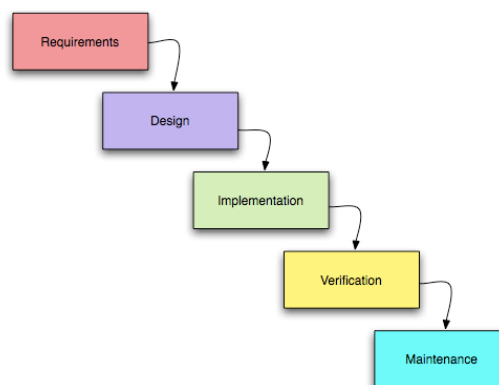 Requirements
Design
Implementation
Verification
Maintenance